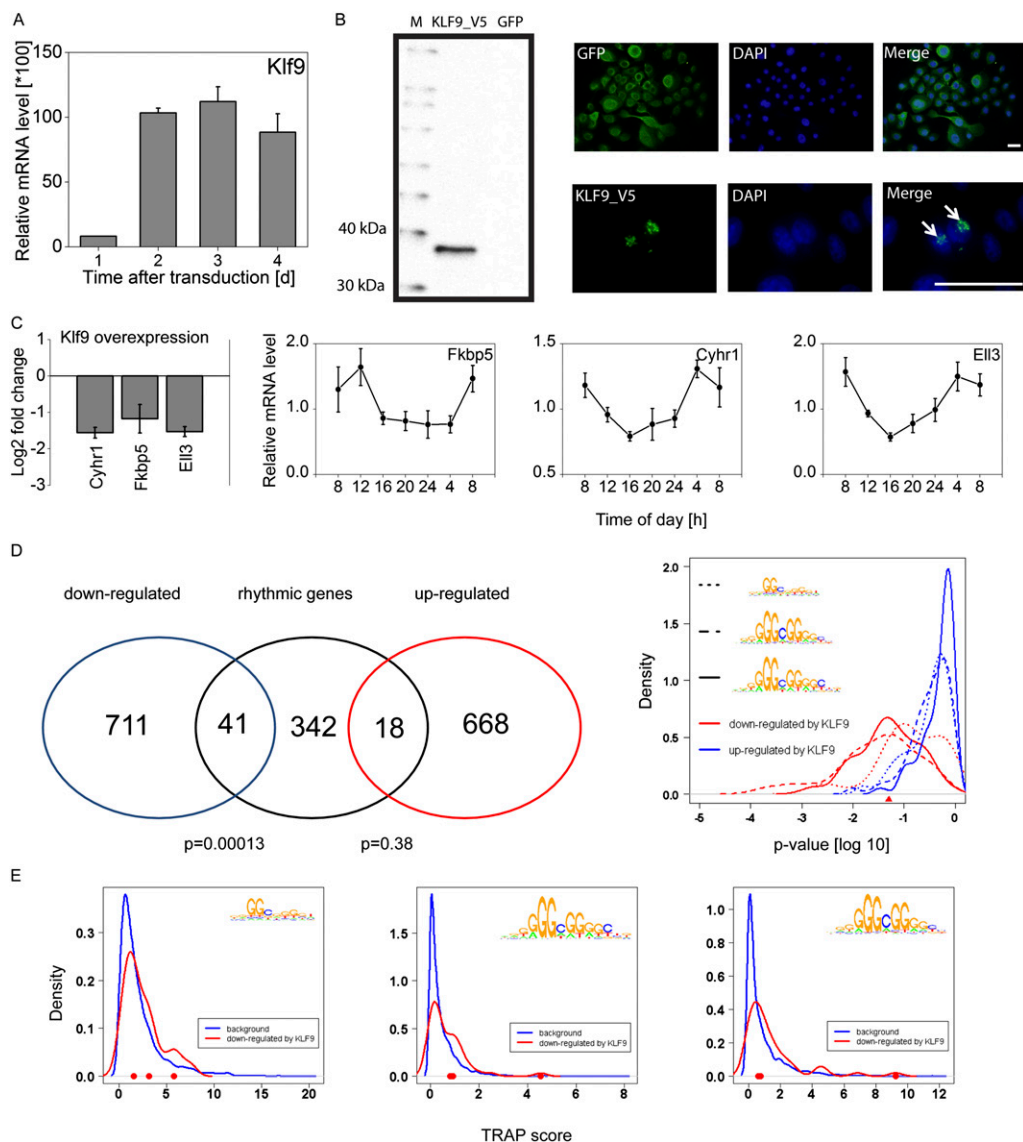 A
Relative mRNA level [*100]
150
100
50
0
Klf9
1 2 3 4
Time after transduction [d]
B
M KLF9_V5 GFP
40 kDa
30 kDa
GFP
DAPI
Merge
KLF9_V5
DAPI
Merge
C
Klf9 overexpression
Log2 fold change
1
0
-1
-2
-3
Cyhr1
Fkbp5
Ell3
Relative mRNA level
2.0
1.0
0.0
Fkbp5
8 12 16 20 24 4 8
1.5
1.0
0.5
Cyhr1
8 12 16 20 24 4 8
2.0
1.0
0.0
Ell3
8 12 16 20 24 4 8
Time of day [h]
D
down-regulated rhythmic genes up-regulated
711 41 342 18 668
p=0.00013 p=0.38
Density
2.0
1.5
1.0
0.5
0.0
GG
GGCGG
GGCGG
down-regulated by KLF9
up-regulated by KLF9
-5 -4 -3 -2 -1 0
p-value [log 10]
E
Density
0.3
0.2
0.1
0.0
GGC
background
down-regulated by KLF9
0 5 10 15 20
1.5
1.0
0.5
0.0
GGCGGGGC
background
down-regulated by KLF9
0 2 4 6 8
1.0
0.8
0.6
0.4
0.2
0.0
GGCGG
background
down-regulated by KLF9
0 2 4 6 8 10 12
TRAP score